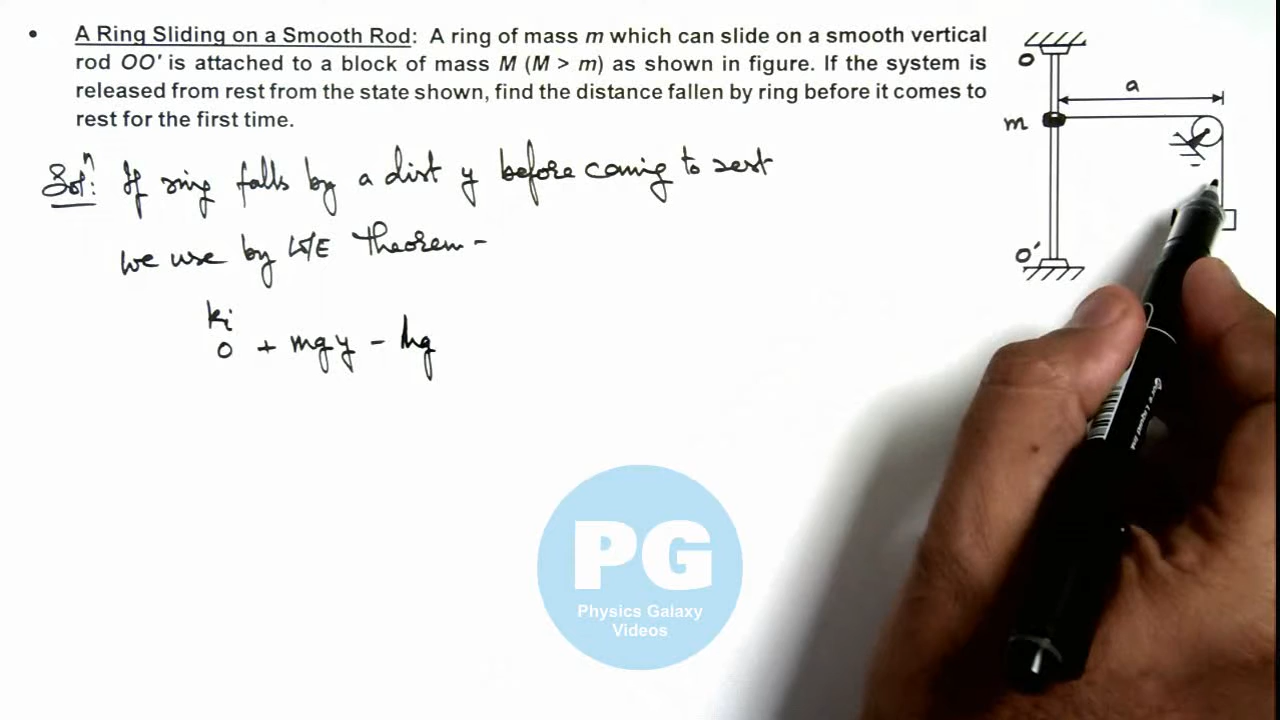 • A Ring Sliding on a Smooth Rod: A ring of mass m which can slide on a smooth vertical
rod OO' is attached to a block of mass M (M > m) as shown in figure. If the system is
released from rest from the state shown, find the distance fallen by ring before it comes to
rest for the first time.
Solⁿ: If ring falls by a dist y before coming to rest
we use by W/E Theorem -
ki
0 + mgy - Mg
O
a
m
O'
PG
Physics Galaxy
Videos